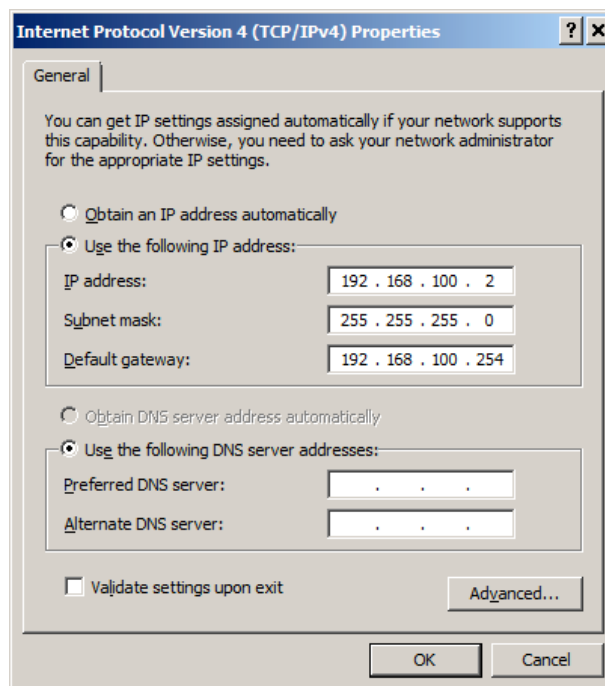 Internet Protocol Version 4 (TCP/IPv4) Properties
General
You can get IP settings assigned automatically if your network supports
this capability. Otherwise, you need to ask your network administrator
for the appropriate IP settings.
Obtain an IP address automatically
Use the following IP address:
IP address: 192 . 168 . 100 . 2
Subnet mask: 255 . 255 . 255 . 0
Default gateway: 192 . 168 . 100 . 254
Obtain DNS server address automatically
Use the following DNS server addresses:
Preferred DNS server: . . .
Alternate DNS server: . . .
Validate settings upon exit
Advanced...
OK Cancel